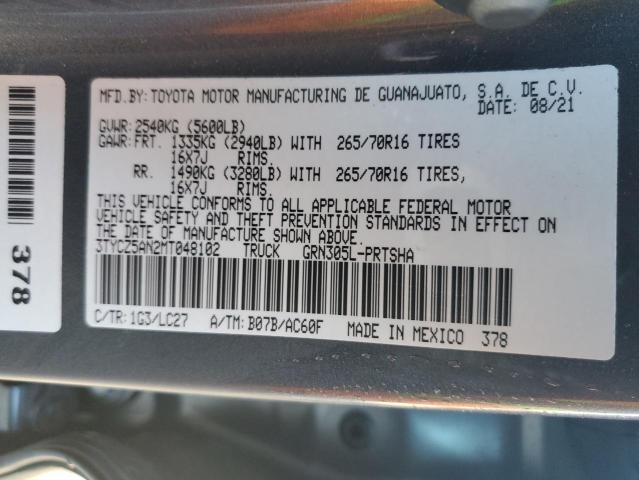 MFD.BY:TOYOTA MOTOR MANUFACTURING DE GUANAJUATO, S.A. DE C.V.
DATE: 08/21
GVWR:2540KG (5600LB)
GAWR:FRT. 1335KG (2940LB) WITH 265/70R16 TIRES
16X7J RIMS.
RR. 1490KG (3280LB) WITH 265/70R16 TIRES,
16X7J RIMS.
THIS VEHICLE CONFORMS TO ALL APPLICABLE FEDERAL MOTOR
VEHICLE SAFETY AND THEFT PREVENTION STANDARDS IN EFFECT ON
THE DATE OF MANUFACTURE SHOWN ABOVE.
3TYCZ5AN2MT048102 TRUCK GRN305L-PRTSHA
C/TR:1G3/LC27 A/TM:B07B/AC60F MADE IN MEXICO 378
378